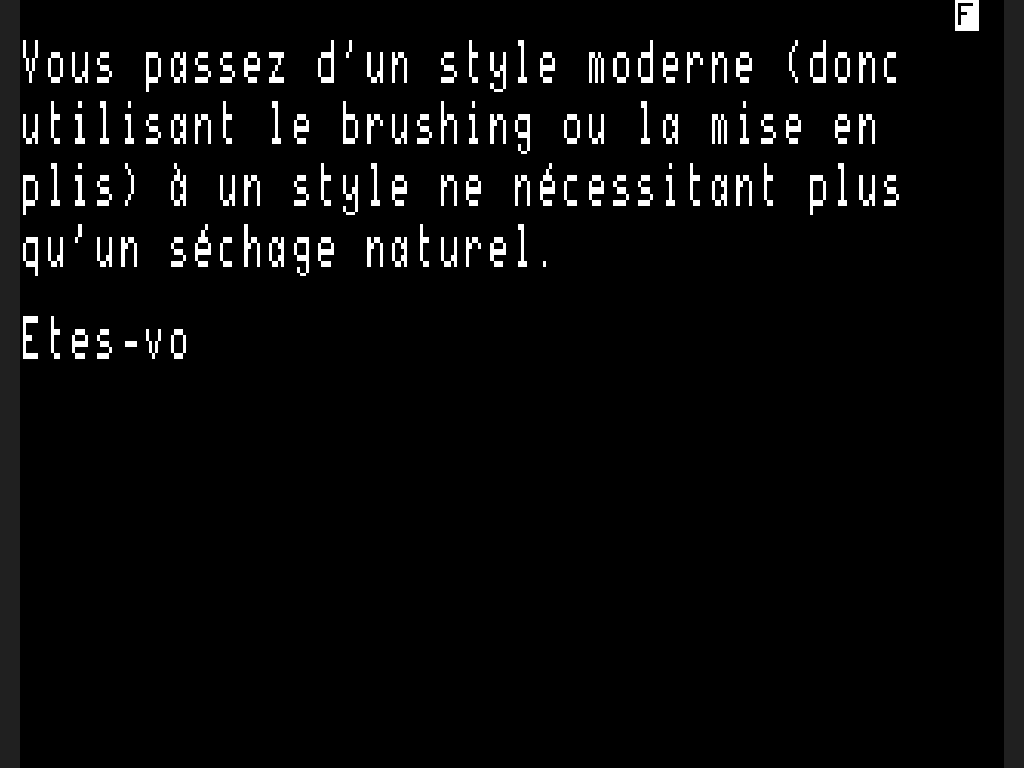 F
Vous passez d'un style moderne (donc
utilisant le brushing ou la mise en
plis) à un style ne nécessitant plus
qu'un séchage naturel.
Etes-vo